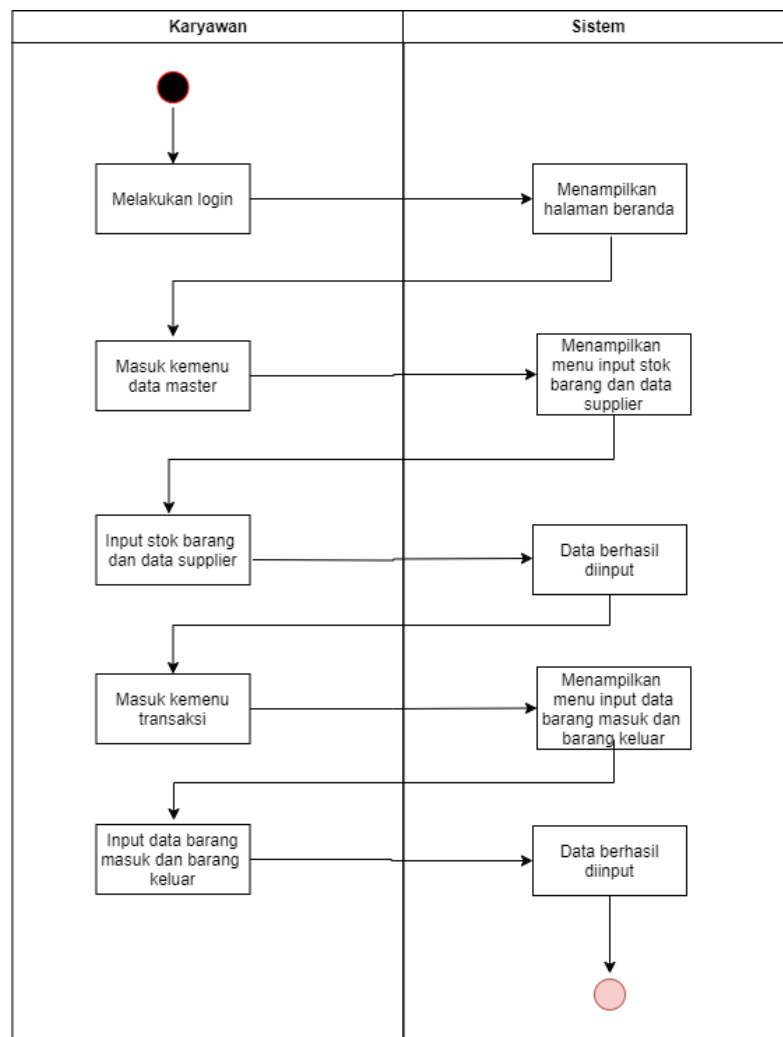 Karyawan
Sistem
Melakukan login
Menampilkan
halaman beranda
Masuk kemenu
data master
Menampilkan
menu input stok
barang dan data
supplier
Input stok barang
dan data supplier
Data berhasil
diinput
Masuk kemenu
transaksi
Menampilkan
menu input data
barang masuk dan
barang keluar
Input data barang
masuk dan barang
keluar
Data berhasil
diinput